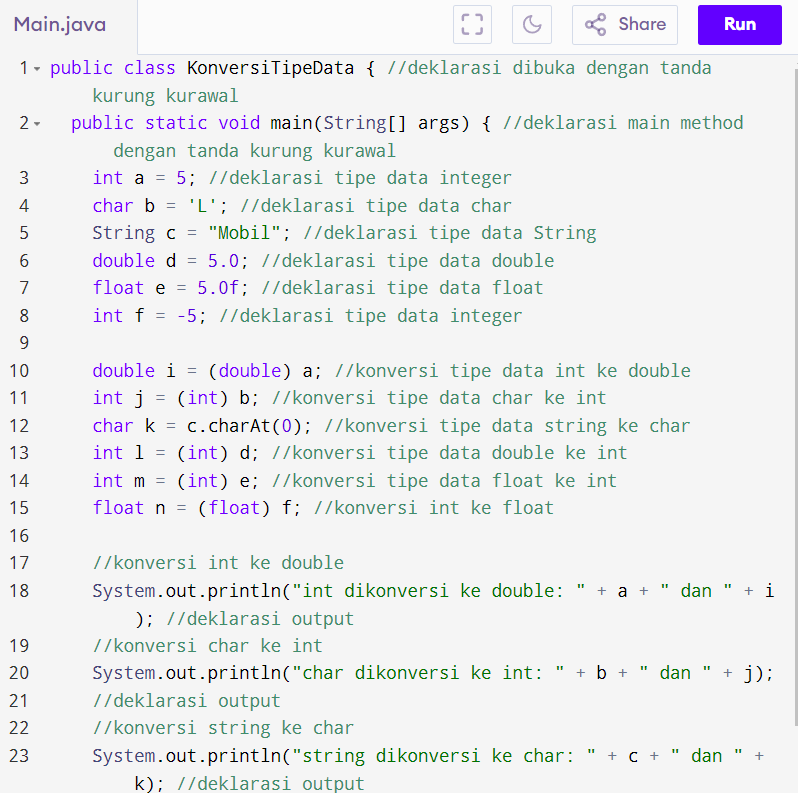 Main.java
Share
Run
1 public class KonversiTipeData { //deklarasi dibuka dengan tanda
kurung kurawal
2 public static void main(String[] args) { //deklarasi main method
dengan tanda kurung kurawal
3 int a = 5; //deklarasi tipe data integer
4 char b = 'L'; //deklarasi tipe data char
5 String c = "Mobil"; //deklarasi tipe data String
6 double d = 5.0; //deklarasi tipe data double
7 float e = 5.0f; //deklarasi tipe data float
8 int f = -5; //deklarasi tipe data integer
9
10 double i = (double) a; //konversi tipe data int ke double
11 int j = (int) b; //konversi tipe data char ke int
12 char k = c.charAt(0); //konversi tipe data string ke char
13 int l = (int) d; //konversi tipe data double ke int
14 int m = (int) e; //konversi tipe data float ke int
15 float n = (float) f; //konversi int ke float
16
17 //konversi int ke double
18 System.out.println("int dikonversi ke double: " + a + " dan " + i
); //deklarasi output
19 //konversi char ke int
20 System.out.println("char dikonversi ke int: " + b + " dan " + j);
21 //deklarasi output
22 //konversi string ke char
23 System.out.println("string dikonversi ke char: " + c + " dan " +
k); //deklarasi output